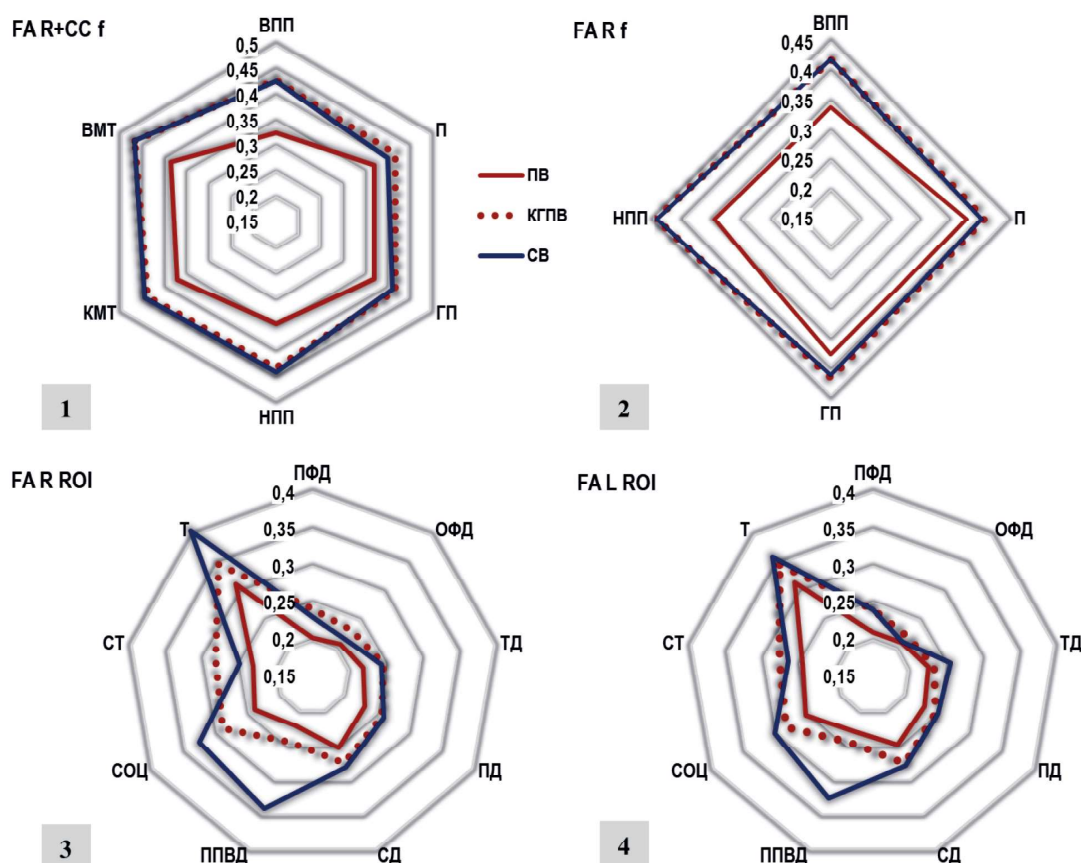 FA R+CC f
ВПП
0,5
0,45
0,4
0,35
0,3
0,25
0,2
0,15
П
ГП
НПП
КМТ
ВМТ
1
ПВ
КГПВ
СВ
FA R f
ВПП
0,45
0,4
0,35
0,3
0,25
0,2
0,15
П
ГП
НПП
2
FA R ROI
ПФД
0,4
0,35
0,3
0,25
0,2
0,15
ОФД
ТД
ПД
СД
ППВД
СОЦ
СТ
Т
3
FA L ROI
ПФД
0,4
0,35
0,3
0,25
0,2
0,15
ОФД
ТД
ПД
СД
ППВД
СОЦ
СТ
Т
4